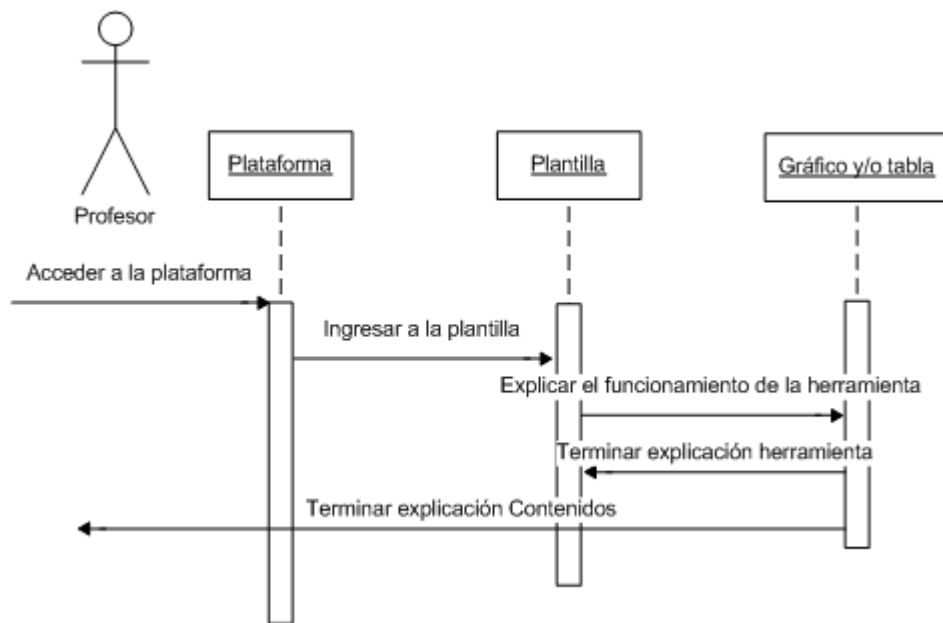 Plataforma
Plantilla
Gráfico y/o tabla
Profesor
Acceder a la plataforma
Ingresar a la plantilla
Explicar el funcionamiento de la herramienta
Terminar explicación herramienta
Terminar explicación Contenidos